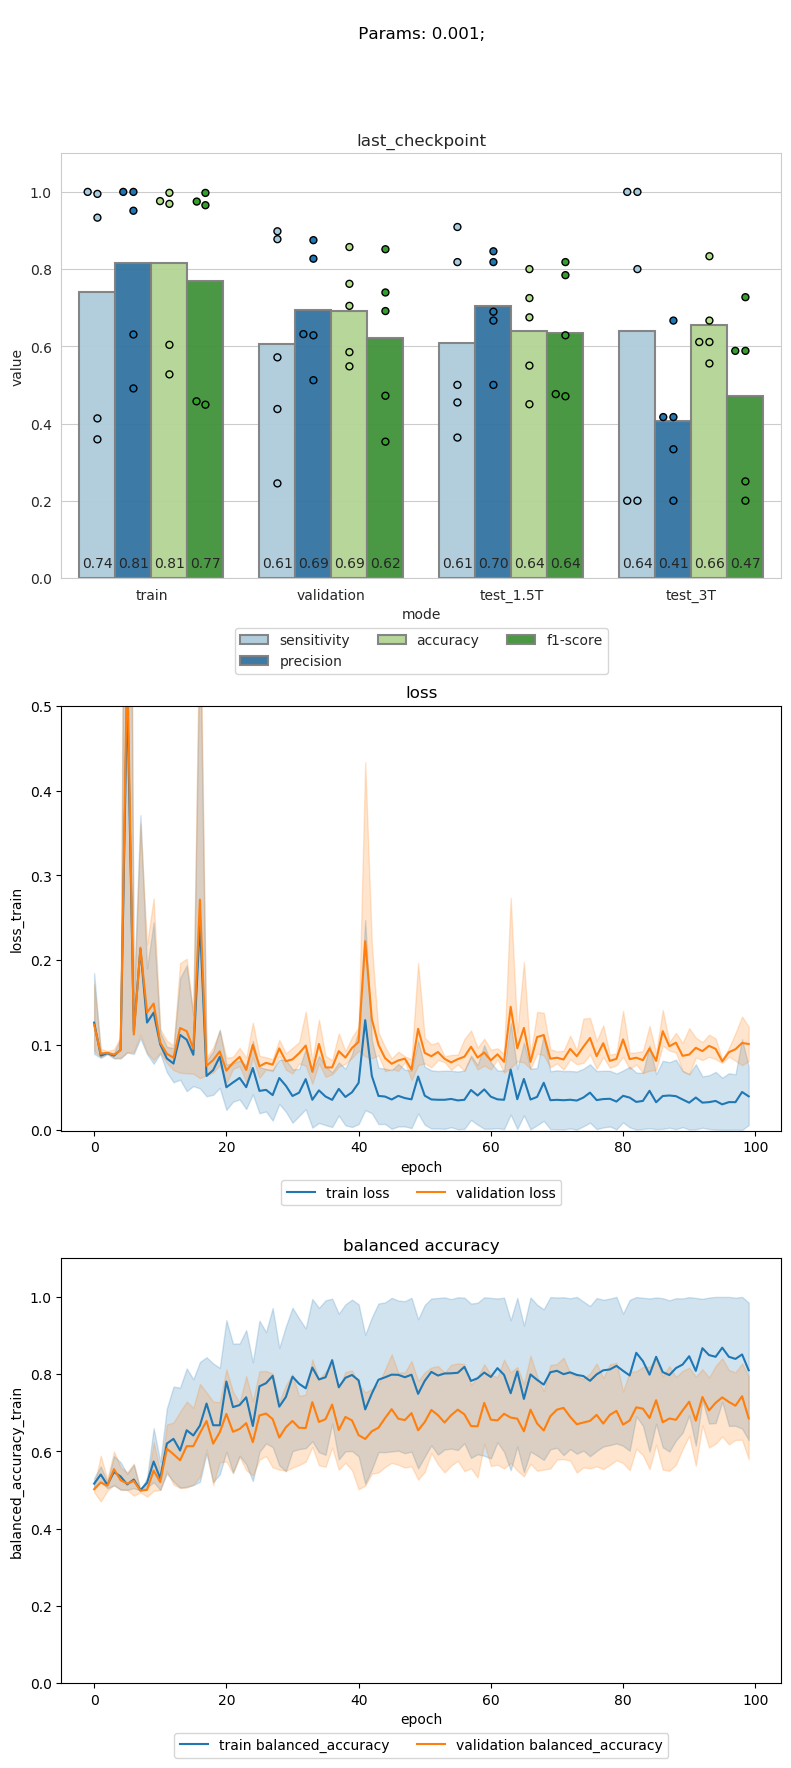 Params: 0.001;
last_checkpoint
1.0
0.8
0.6
0.4
0.2
0.0
value
0.74 0.81 0.81 0.77 0.61 0.69 0.69 0.62 0.61 0.70 0.64 0.64 0.64 0.41 0.66 0.47
train validation test_1.5T test_3T
mode
sensitivity accuracy f1-score
precision
loss
0.5
0.4
0.3
0.2
0.1
0.0
loss_train
0 20 40 60 80 100
epoch
train loss validation loss
balanced accuracy
1.0
0.8
0.6
0.4
0.2
0.0
balanced_accuracy_train
0 20 40 60 80 100
epoch
train balanced_accuracy validation balanced_accuracy